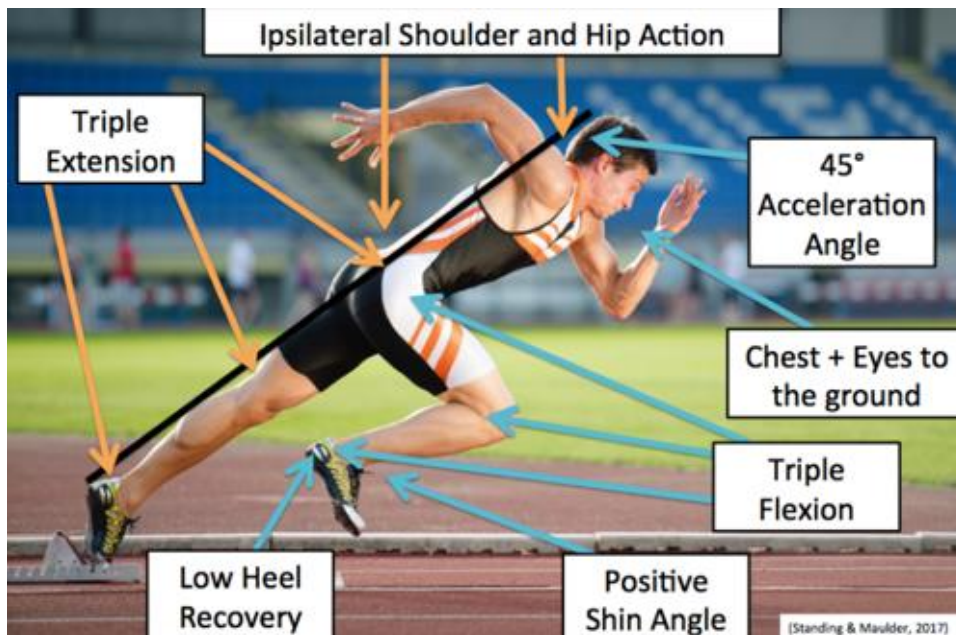 Ipsilateral Shoulder and Hip Action
Triple
Extension
45°
Acceleration
Angle
Chest + Eyes to
the ground
Triple
Flexion
Low Heel
Recovery
Positive
Shin Angle
(Standing & Maulder, 2017)